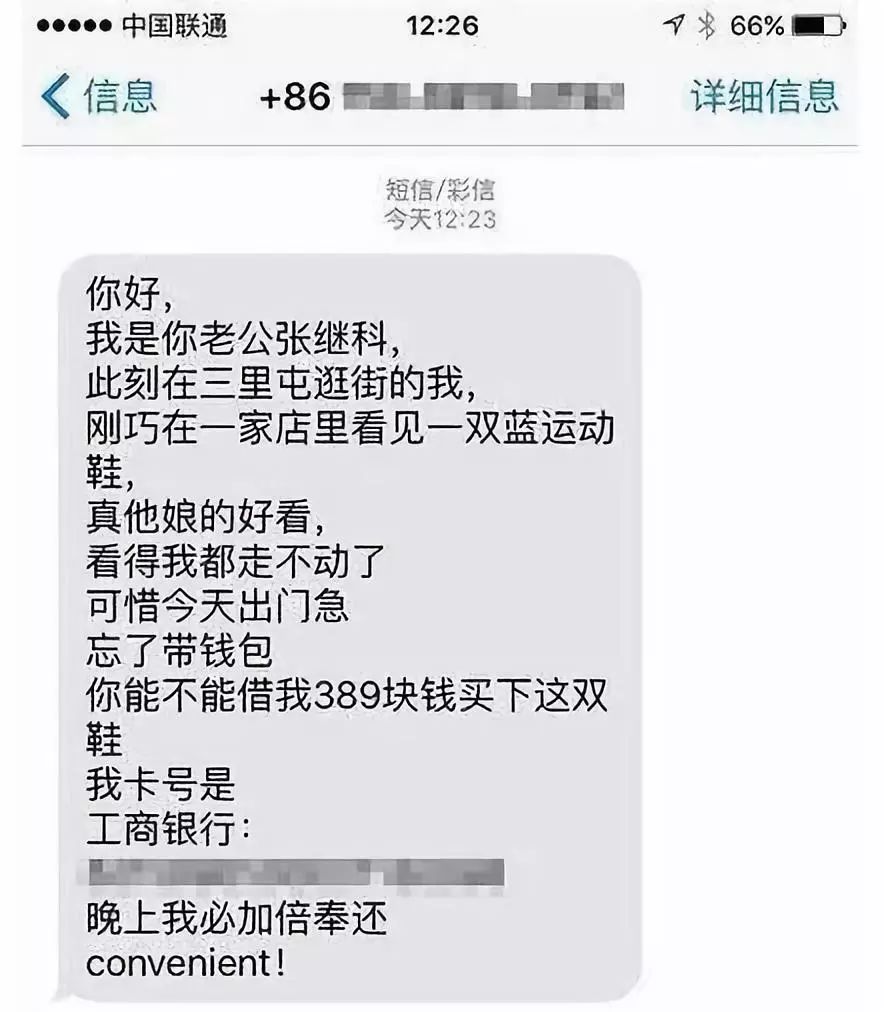 中国联通 12:26 66%
信息 +86 详细信息
短信/彩信
今天12:23
你好,
我是你老公张继科,
此刻在三里屯逛街的我,
刚巧在一家店里看见一双蓝运动
鞋,
真他娘的好看,
看得我都走不动了
可惜今天出门急
忘了带钱包
你能不能借我389块钱买下这双
鞋
我卡号是
工商银行:
晚上我必加倍奉还
convenient!